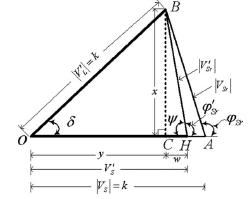 B
|V'_L| = k
|V'_Sr|
|V_Sr|
x
δ
ψ
φ'_Sr
φ_Sr
O
C H A
y
w
V'_S
|V_S| = k